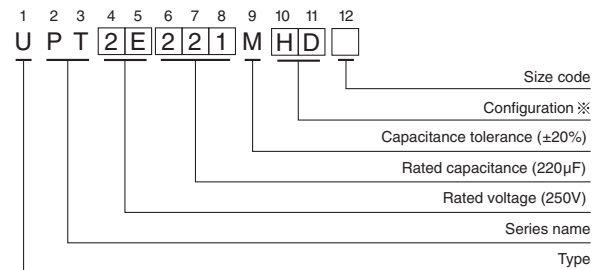 1 2 3 4 5 6 7 8 9 10 11 12
U P T 2 E 2 2 1 M H D
Size code
Configuration ※
Capacitance tolerance (±20%)
Rated capacitance (220µF)
Rated voltage (250V)
Series name
Type